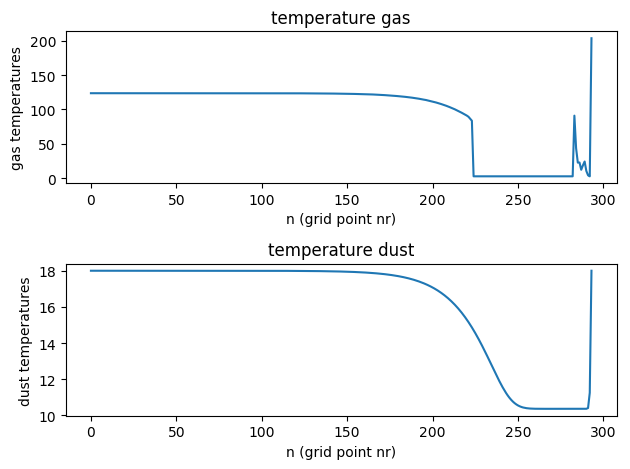 temperature gas
gas temperatures
200
150
100
50
0
0 50 100 150 200 250 300
n (grid point nr)
temperature dust
dust temperatures
18
16
14
12
10
0 50 100 150 200 250 300
n (grid point nr)